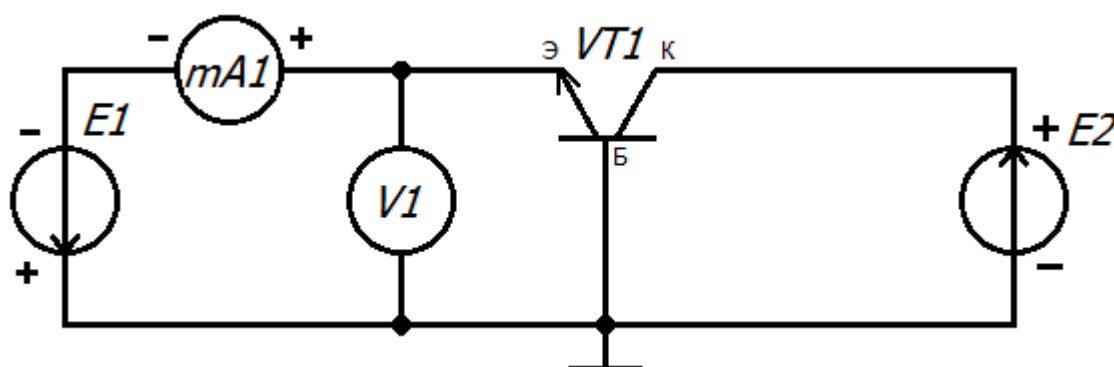 - mA1 +
Э VT1 К
- E1 +
V1
Б
+ E2 -